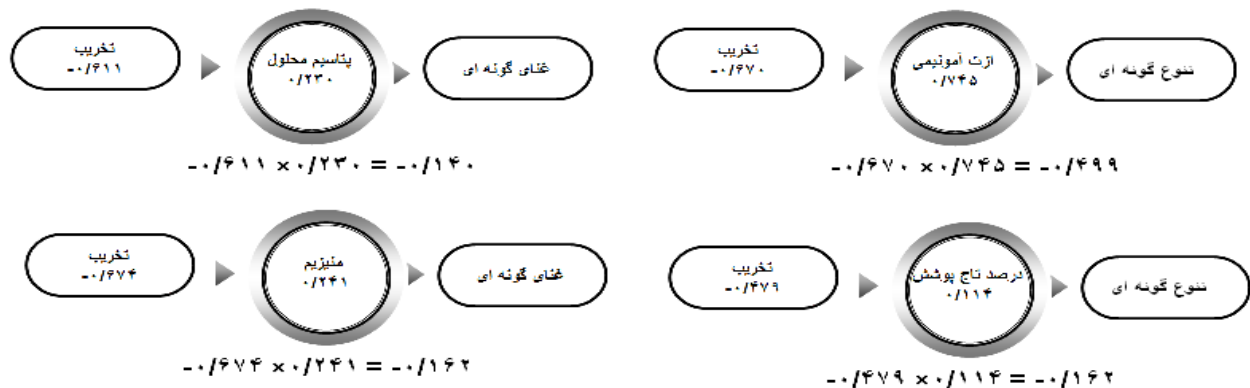 تخریب
-۰/۶۱۱
پتاسیم محلول
۰/۲۳۰
غنای گونه ای
-۰/۶۱۱ ×۰/۲۳۰ = -۰/۱۴۰
تخریب
-۰/۶۷۰
ازت آمونیمی
۰/۷۴۵
تنوع گونه ای
-۰/۶۷۰ ×۰/۷۴۵ = -۰/۴۹۹
تخریب
-۰/۶۷۴
منیزیم
۰/۲۴۱
غنای گونه ای
-۰/۶۷۴ ×۰/۲۴۱ = -۰/۱۶۲
تخریب
-۰/۴۷۹
درصد تاج پوشش
۰/۱۱۴
تنوع گونه ای
-۰/۴۷۹ ×۰/۱۱۴ = -۰/۱۶۲